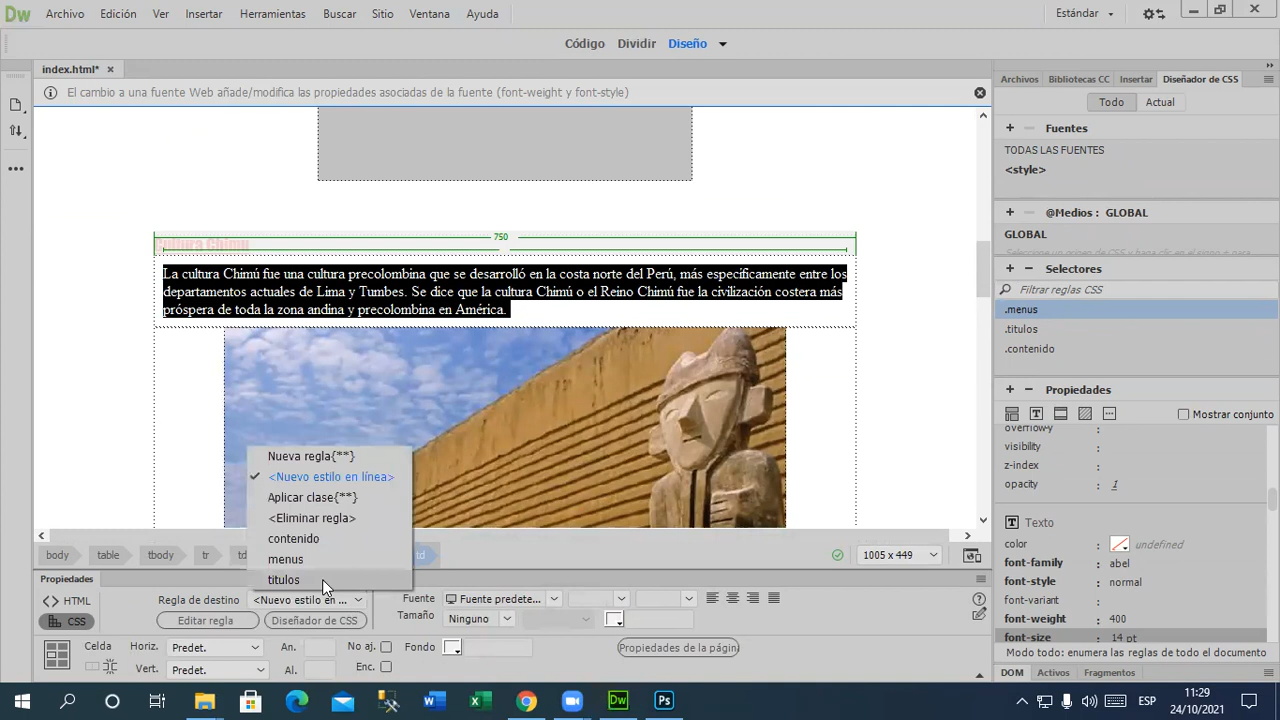 Dw Archivo Edición Ver Insertar Herramientas Buscar Sitio Ventana Ayuda Estándar
Código Dividir Diseño
index.html*
El cambio a una fuente Web añade/modifica las propiedades asociadas de la fuente (font-weight y font-style)
750
Cultura Chimu
La cultura Chimú fue una cultura precolombina que se desarrolló en la costa norte del Perú, más específicamente entre los
departamentos actuales de Lima y Tumbes. Se dice que la cultura Chimú o el Reino Chimú fue la civilización costera más
próspera de toda la zona andina y precolombina en América.
Nueva regla{**}
<Nuevo estilo en línea>
Aplicar clase{**}
<Eliminar regla>
contenido
menus
titulos
body table tbody tr td td 1005 x 449
Archivos Bibliotecas CC Insertar Diseñador de CSS
Todo Actual
Fuentes
TODAS LAS FUENTES
<style>
@Medios : GLOBAL
GLOBAL
Selectores
Filtrar reglas CSS
.menus
.titulos
.contenido
Propiedades
Mostrar conjunto
overflowy :
visibility :
z-index :
opacity : 1
Texto
color : undefined
font-family : abel
font-style : normal
font-variant :
font-weight : 400
font-size : 14 pt
Modo todo: enumera las reglas de todo el documento
DOM Activos Fragmentos
Propiedades
HTML Regla de destino <Nuevo estilo en ... Fuente Fuente predete...
CSS Editar regla Diseñador de CSS Tamaño Ninguno
Celda Horiz. Predet. An. No aj. Fondo Propiedades de la págin
Vert. Predet. Al. Enc.
ESP 11:29
24/10/2021